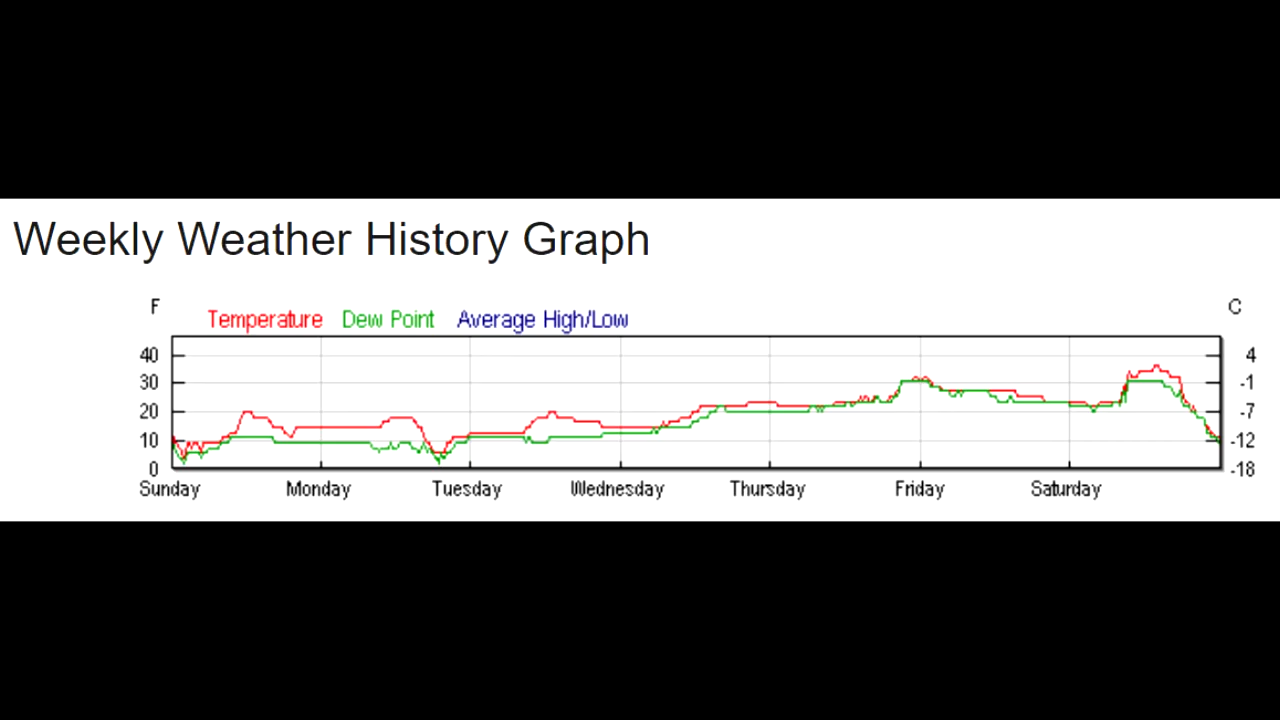 Weekly Weather History Graph
F Temperature Dew Point Average High/Low C
40 4
30 -1
20 -7
10 -12
0 -18
Sunday Monday Tuesday Wednesday Thursday Friday Saturday